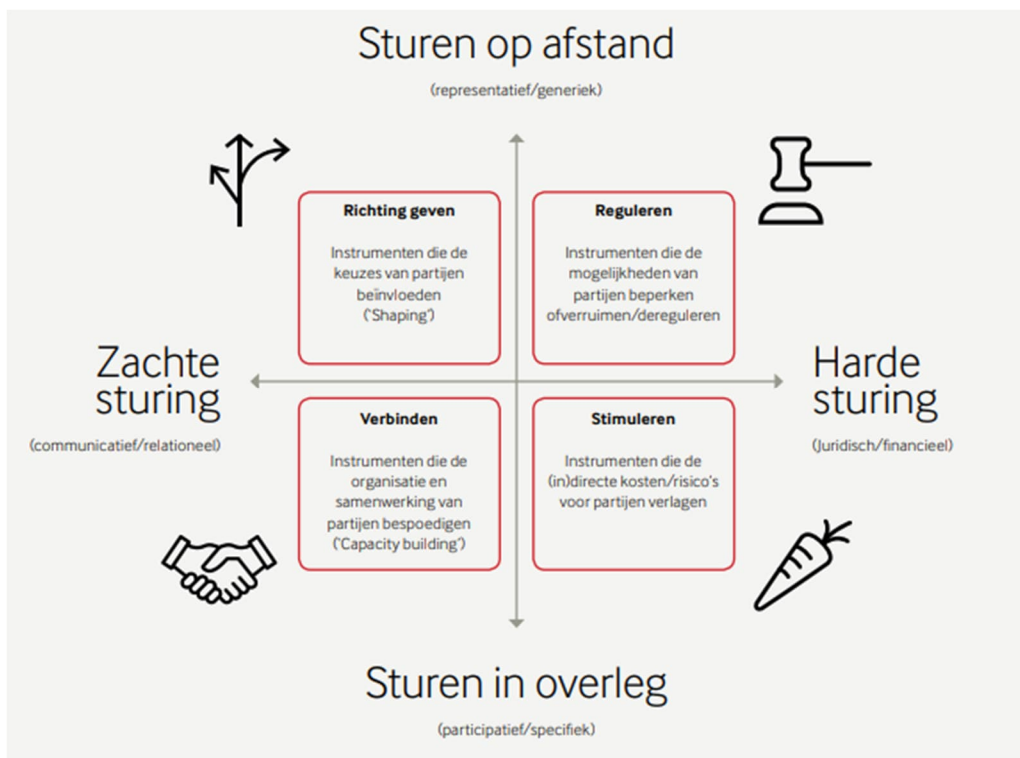 Sturen op afstand
(representatief/generiek)
Richting geven
Instrumenten die de
keuzes van partijen
beïnvloeden
('Shaping')
Reguleren
Instrumenten die de
mogelijkheden van
partijen beperken
ofverruimen/dereguleren
Zachte
sturing
(communicatief/relationeel)
Harde
sturing
(Juridisch/financieel)
Verbinden
Instrumenten die de
organisatie en
samenwerking van
partijen bespoedigen
('Capacity building')
Stimuleren
Instrumenten die de
(in)directe kosten/risico's
voor partijen verlagen
Sturen in overleg
(participatief/specifiek)